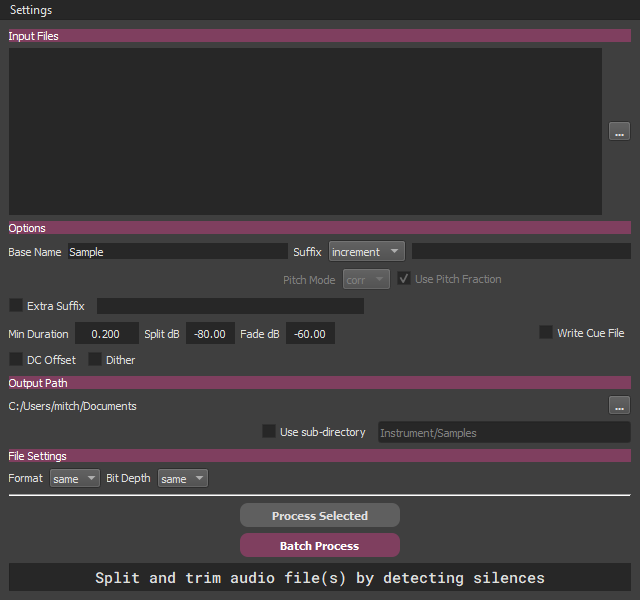 Settings
Input Files
...
Options
Base Name Sample Suffix increment
Pitch Mode corr Use Pitch Fraction
Extra Suffix
Min Duration 0.200 Split dB -80.00 Fade dB -60.00 Write Cue File
DC Offset Dither
Output Path
C:/Users/mitch/Documents ...
Use sub-directory Instrument/Samples
File Settings
Format same Bit Depth same
Process Selected
Batch Process
Split and trim audio file(s) by detecting silences